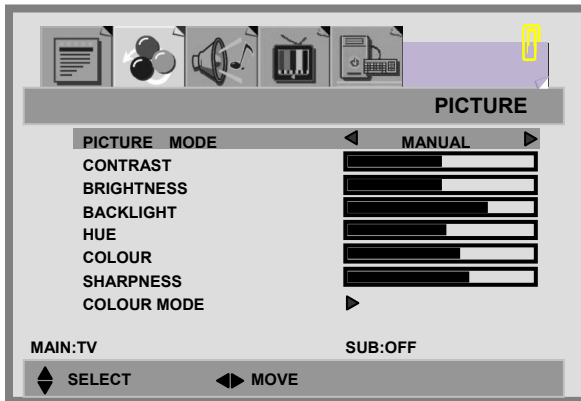 PICTURE
PICTURE MODE MANUAL
CONTRAST
BRIGHTNESS
BACKLIGHT
HUE
COLOUR
SHARPNESS
COLOUR MODE
MAIN:TV SUB:OFF
SELECT MOVE